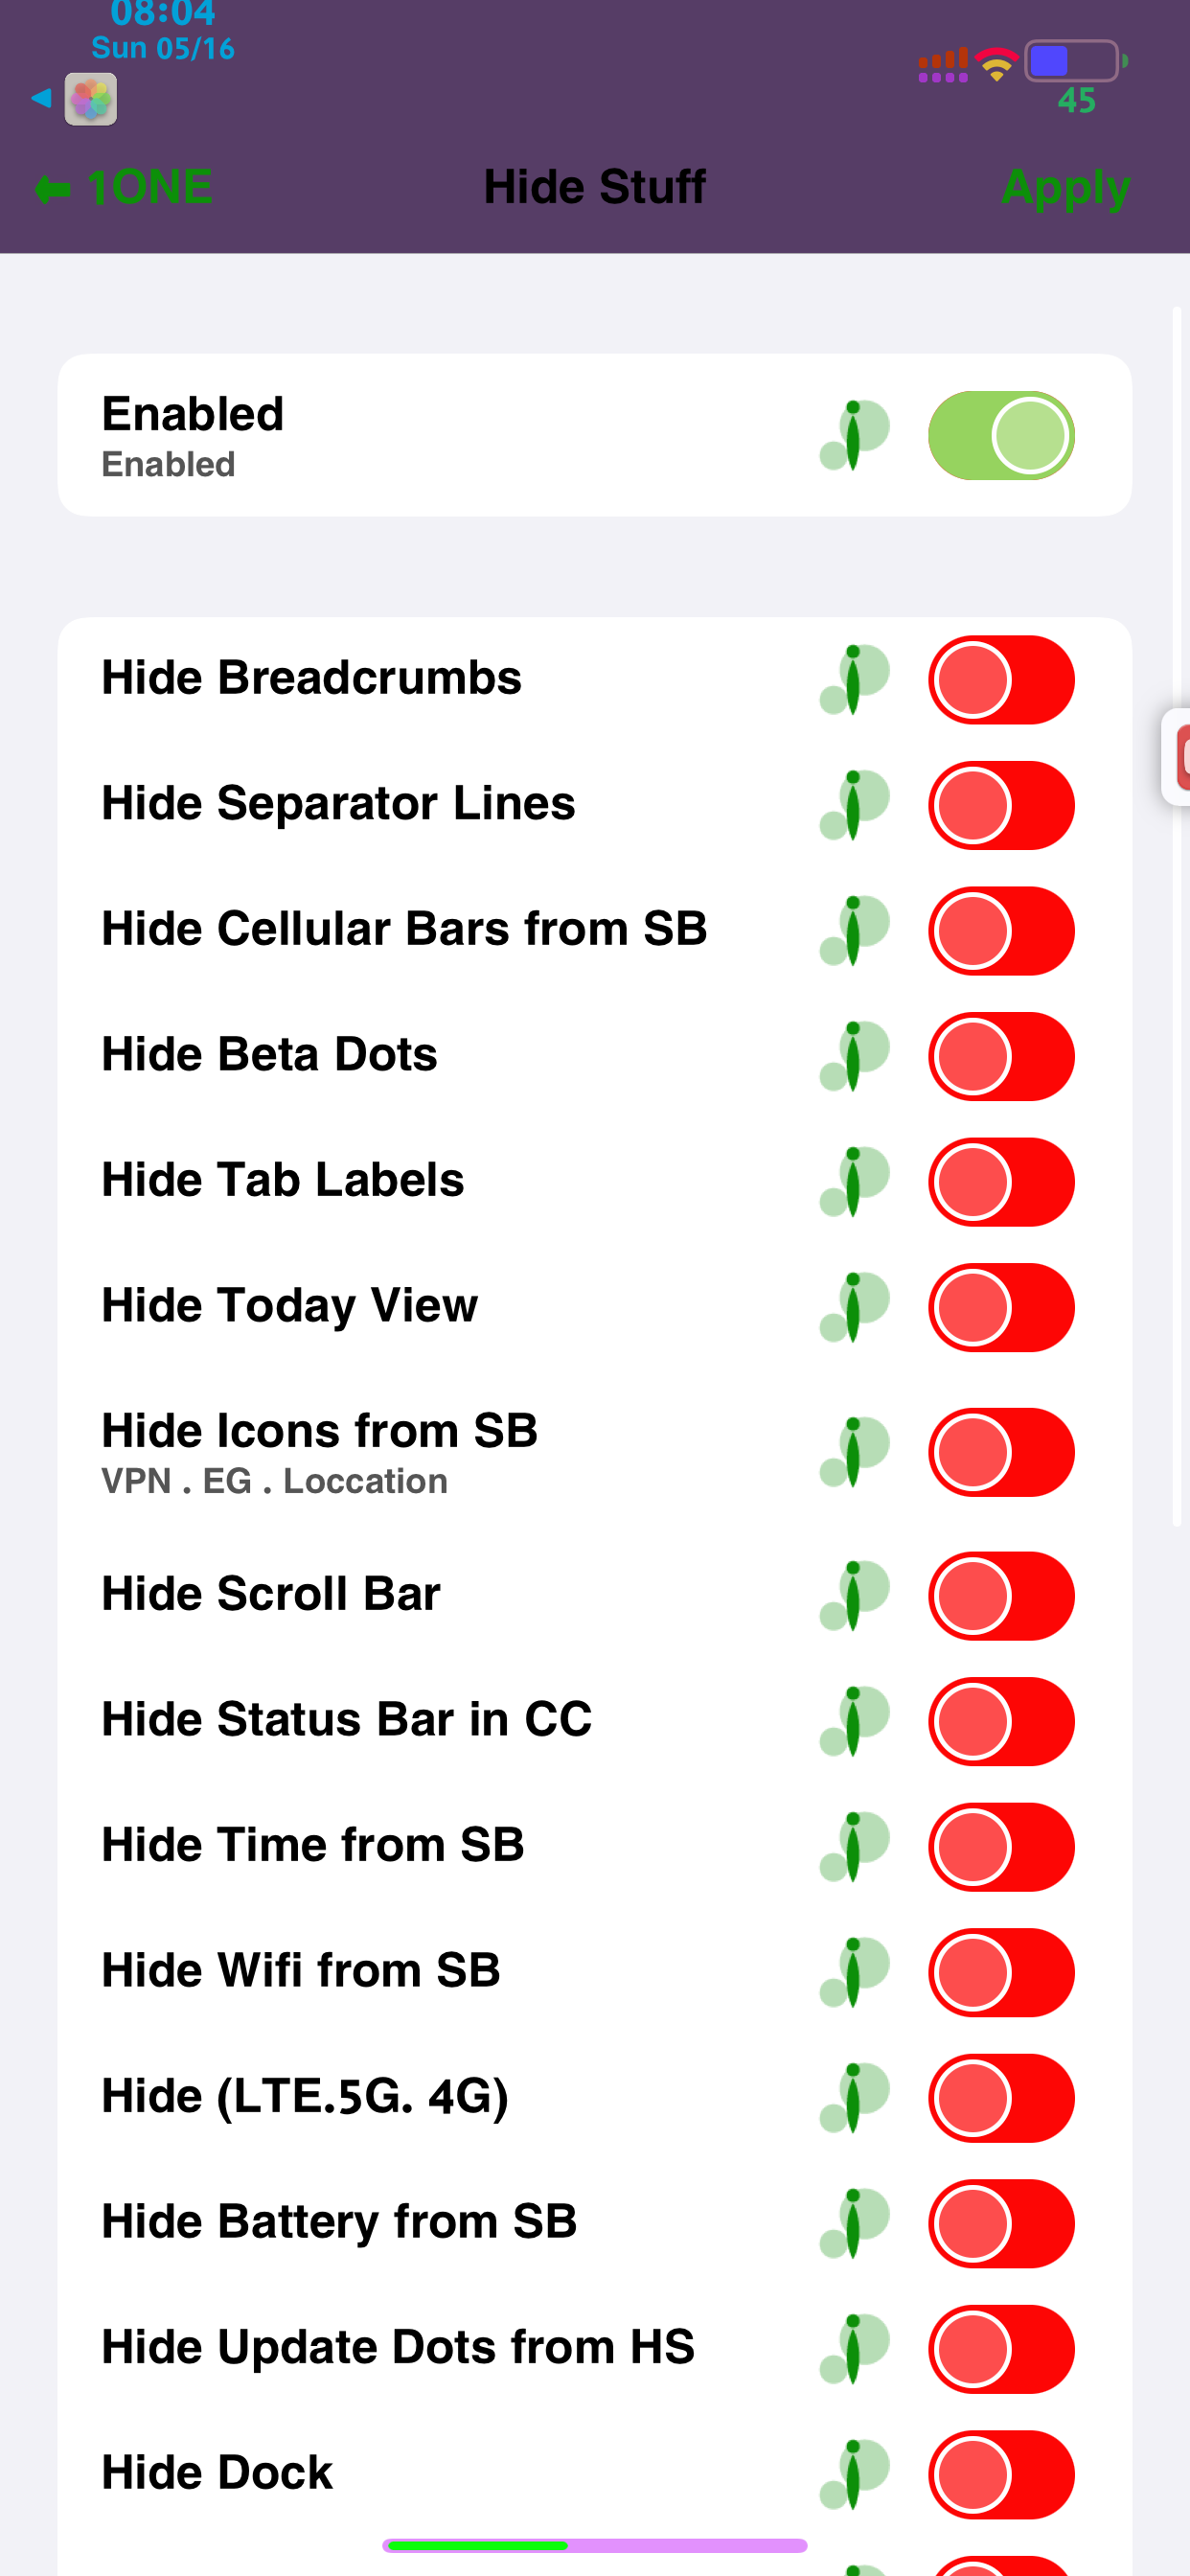 08:04
Sun 05/16
45
1ONE
Hide Stuff
Apply
Enabled
Enabled
Hide Breadcrumbs
Hide Separator Lines
Hide Cellular Bars from SB
Hide Beta Dots
Hide Tab Labels
Hide Today View
Hide Icons from SB
VPN . EG . Loccation
Hide Scroll Bar
Hide Status Bar in CC
Hide Time from SB
Hide Wifi from SB
Hide (LTE.5G. 4G)
Hide Battery from SB
Hide Update Dots from HS
Hide Dock